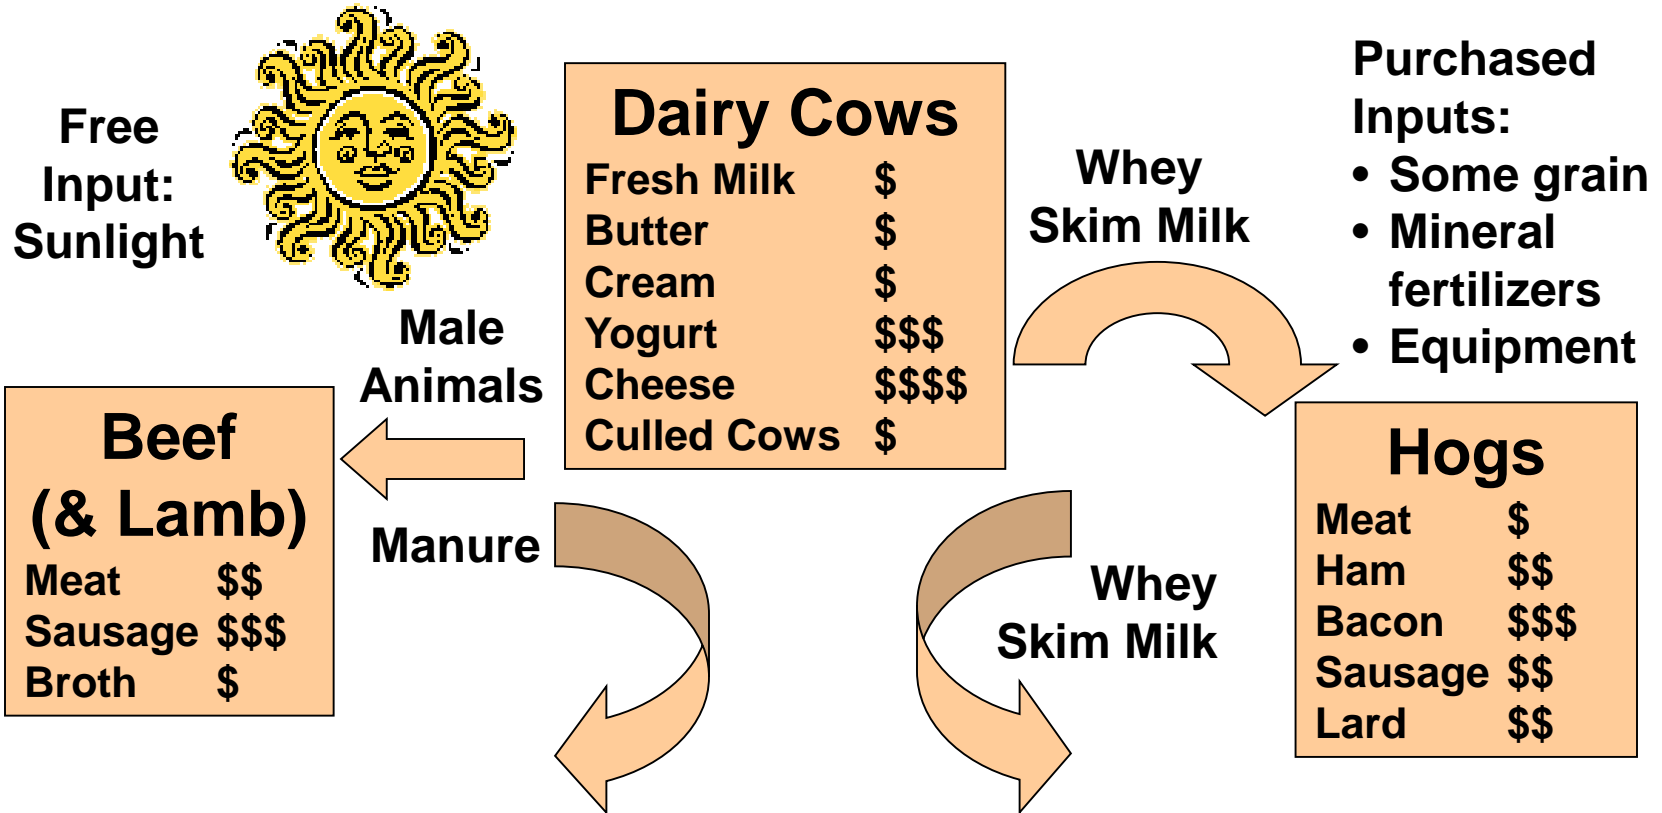 Free
Input:
Sunlight
Dairy Cows
Fresh Milk $
Butter $
Cream $
Yogurt $$$
Cheese $$$$
Culled Cows $
Whey
Skim Milk
Purchased
Inputs:
• Some grain
• Mineral
fertilizers
• Equipment
Male
Animals
Beef
(& Lamb)
Meat $$
Sausage $$$
Broth $
Manure
Whey
Skim Milk
Hogs
Meat $
Ham $$
Bacon $$$
Sausage $$
Lard $$